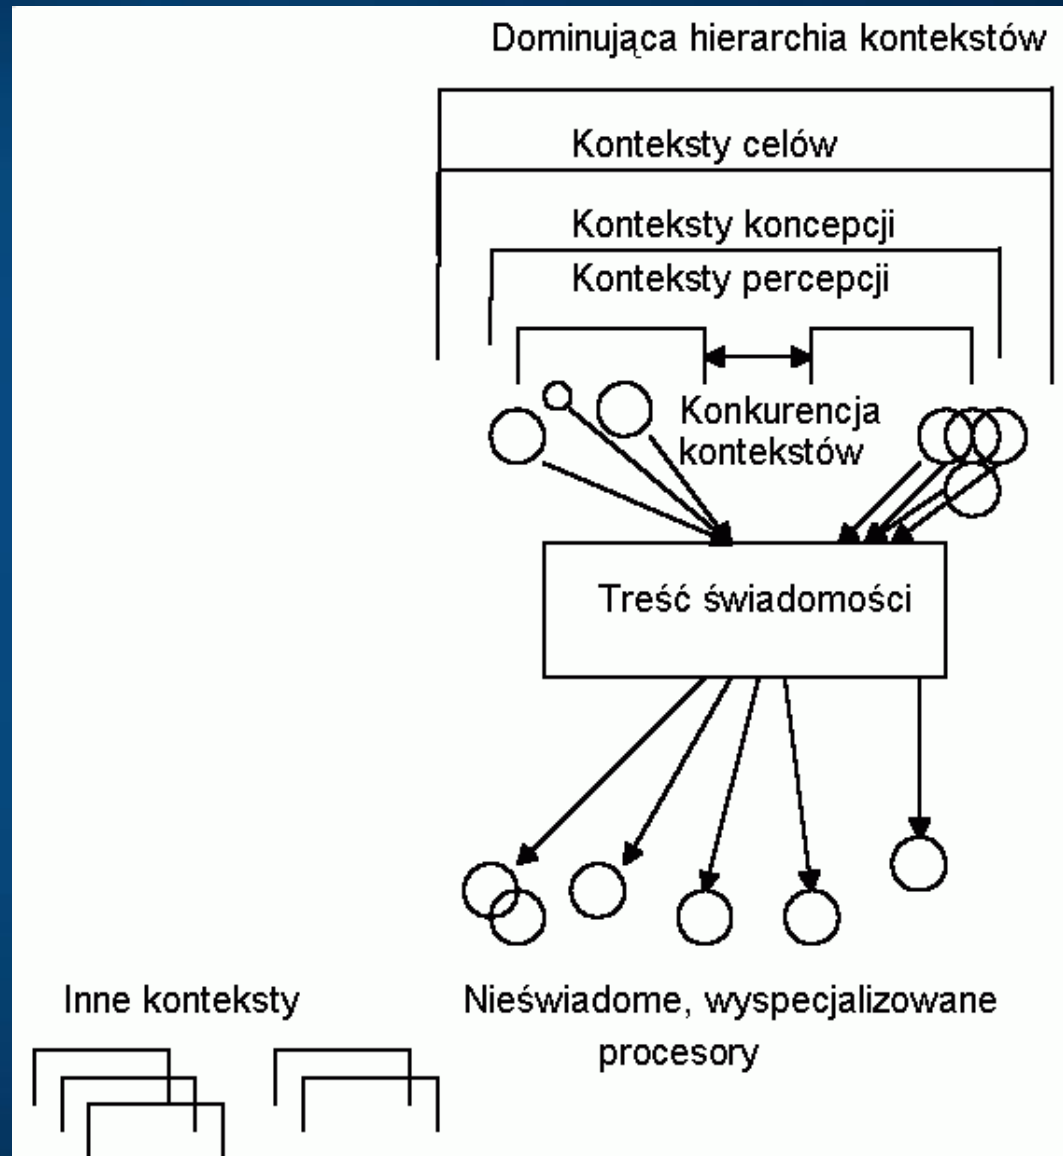 Dominująca hierarchia kontekstów
Konteksty celów
Konteksty koncepcji
Konteksty percepcji
Konkurencja
kontekstów
Treść świadomości
Inne konteksty
Nieświadome, wyspecjalizowane
procesory